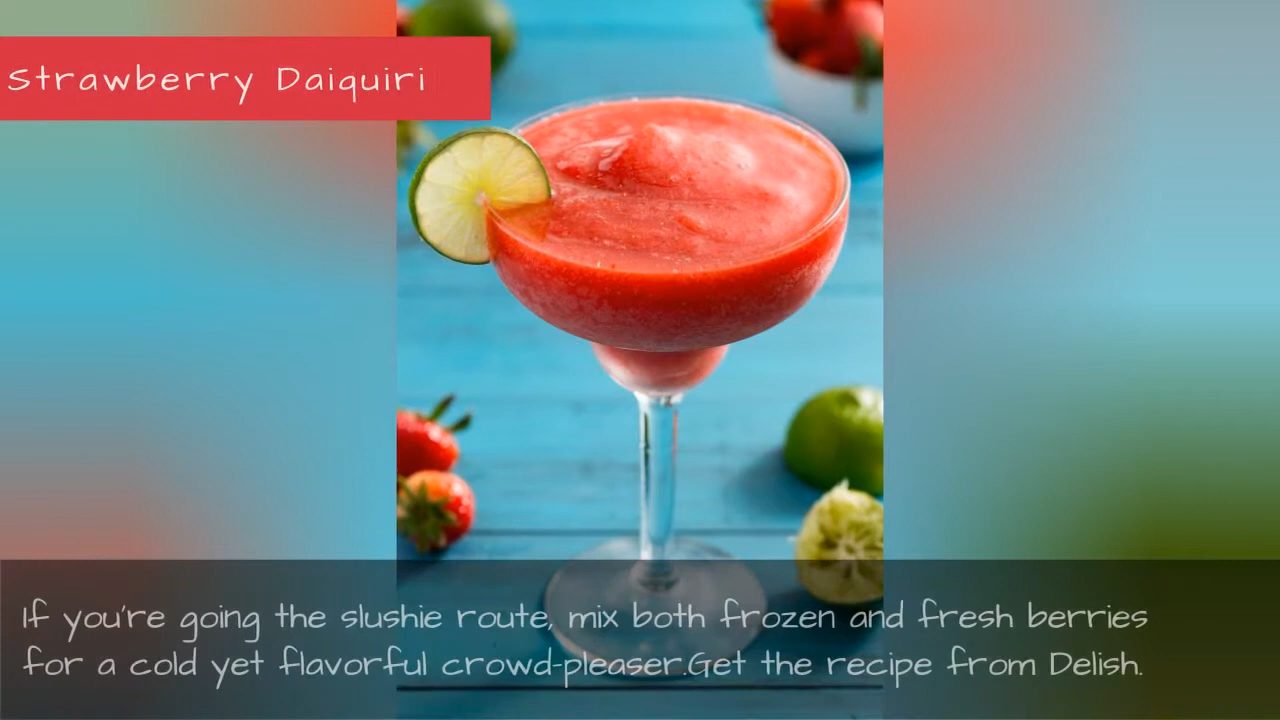 Strawberry Daiquiri
If you're going the slushie route, mix both frozen and fresh berries
for a cold yet flavorful crowd-pleaser.Get the recipe from Delish.